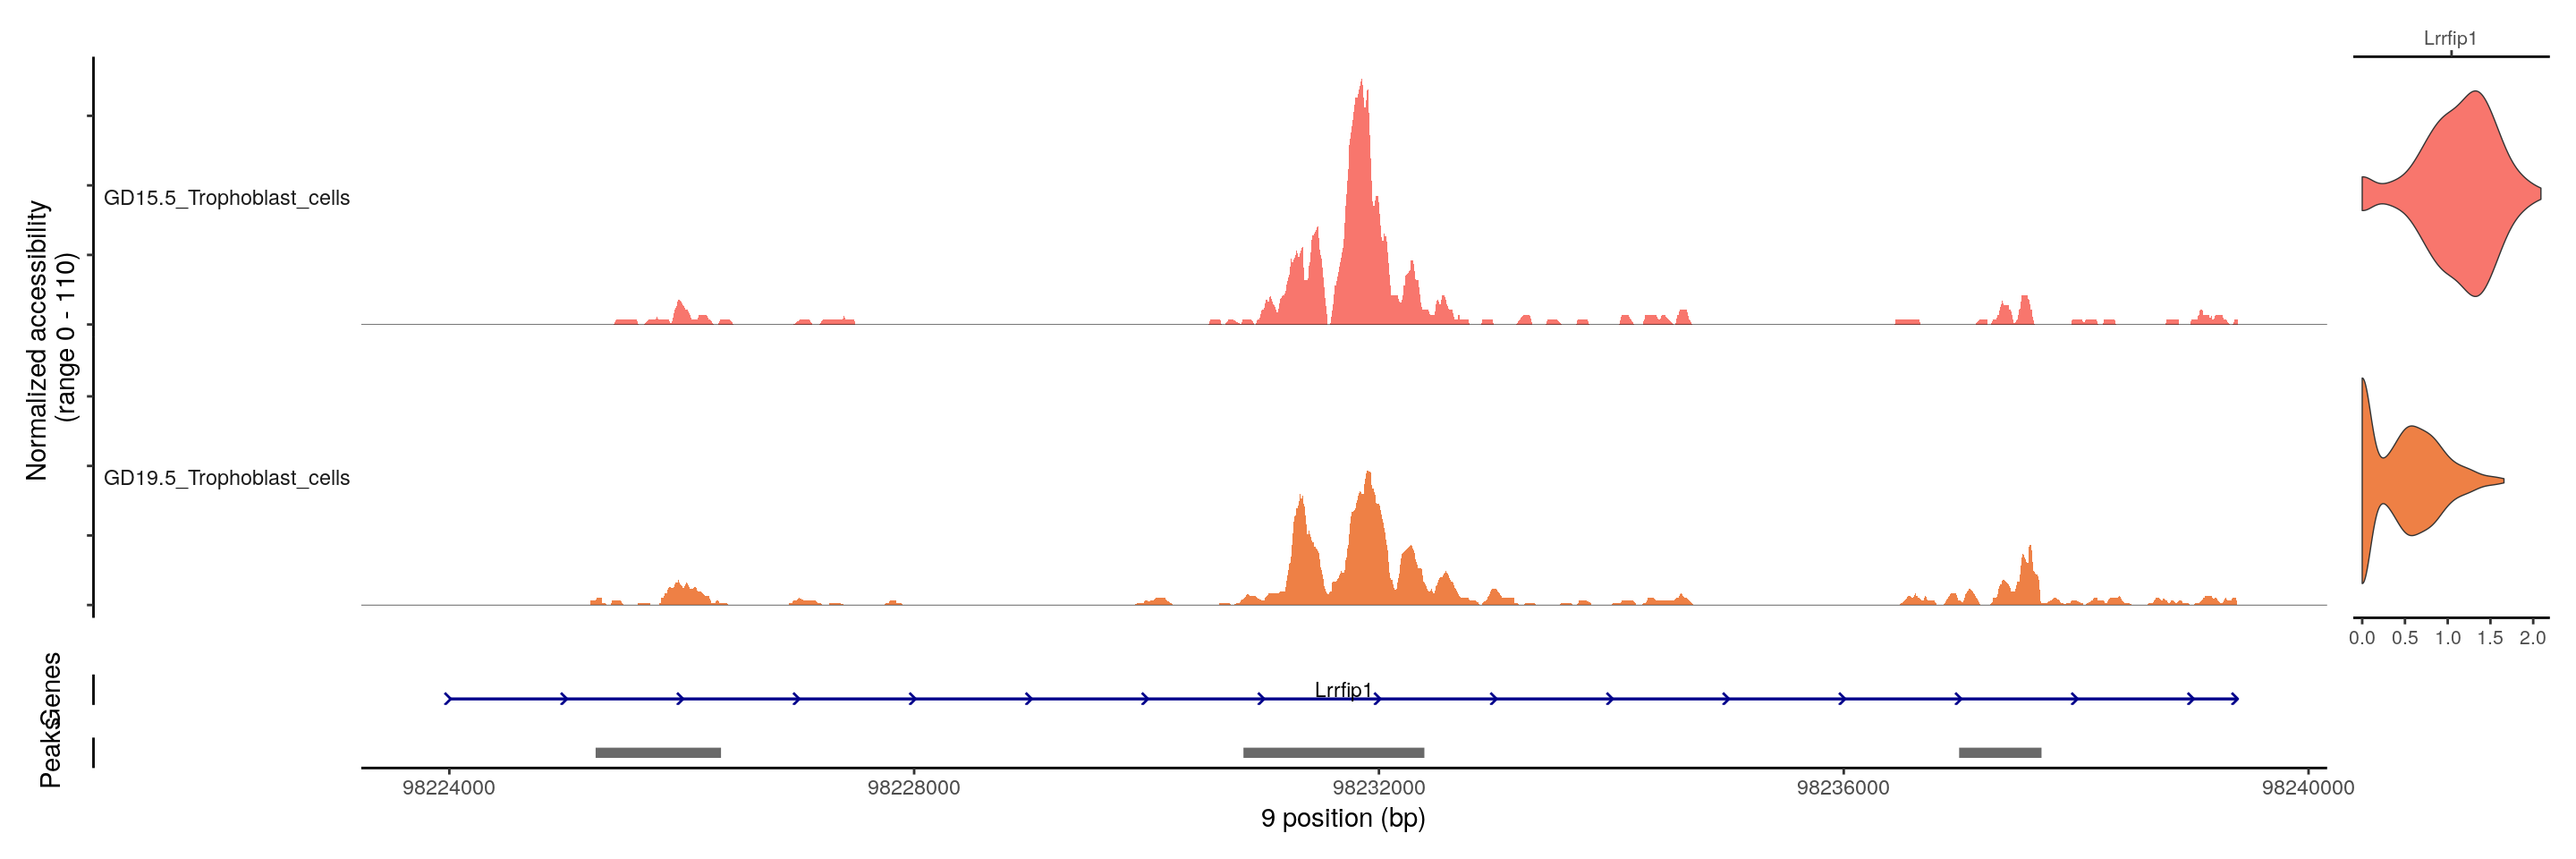 Lrrfip1
Normalized accessibility
(range 0 - 110)
GD15.5_Trophoblast_cells
GD19.5_Trophoblast_cells
0.0 0.5 1.0 1.5 2.0
Genes
Lrrfip1
Peaks
98224000 98228000 98232000 98236000 98240000
9 position (bp)